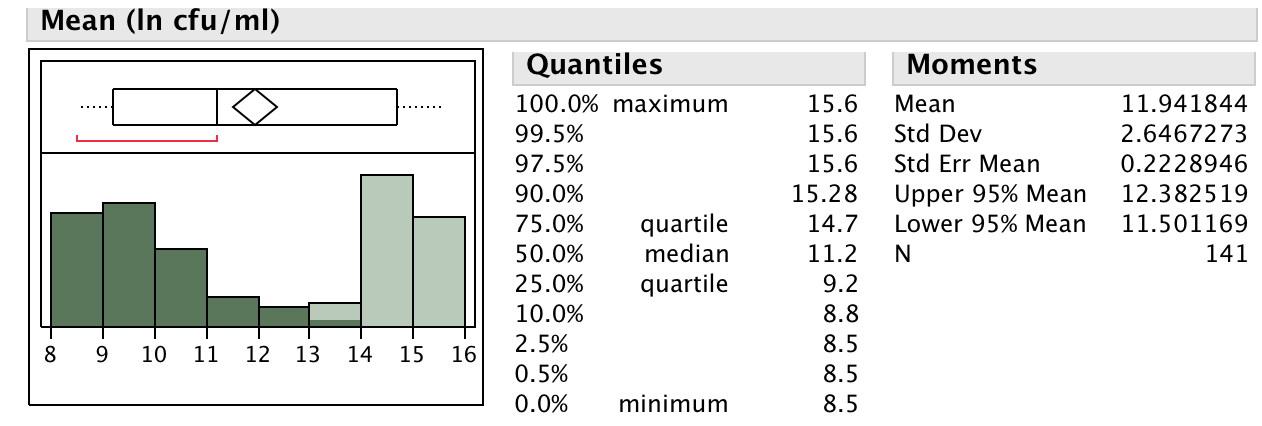 Mean (ln cfu/ml)
8 9 10 11 12 13 14 15 16
Quantiles
100.0% maximum 15.6
99.5% 15.6
97.5% 15.6
90.0% 15.28
75.0% quartile 14.7
50.0% median 11.2
25.0% quartile 9.2
10.0% 8.8
2.5% 8.5
0.5% 8.5
0.0% minimum 8.5
Moments
Mean 11.941844
Std Dev 2.6467273
Std Err Mean 0.2228946
Upper 95% Mean 12.382519
Lower 95% Mean 11.501169
N 141